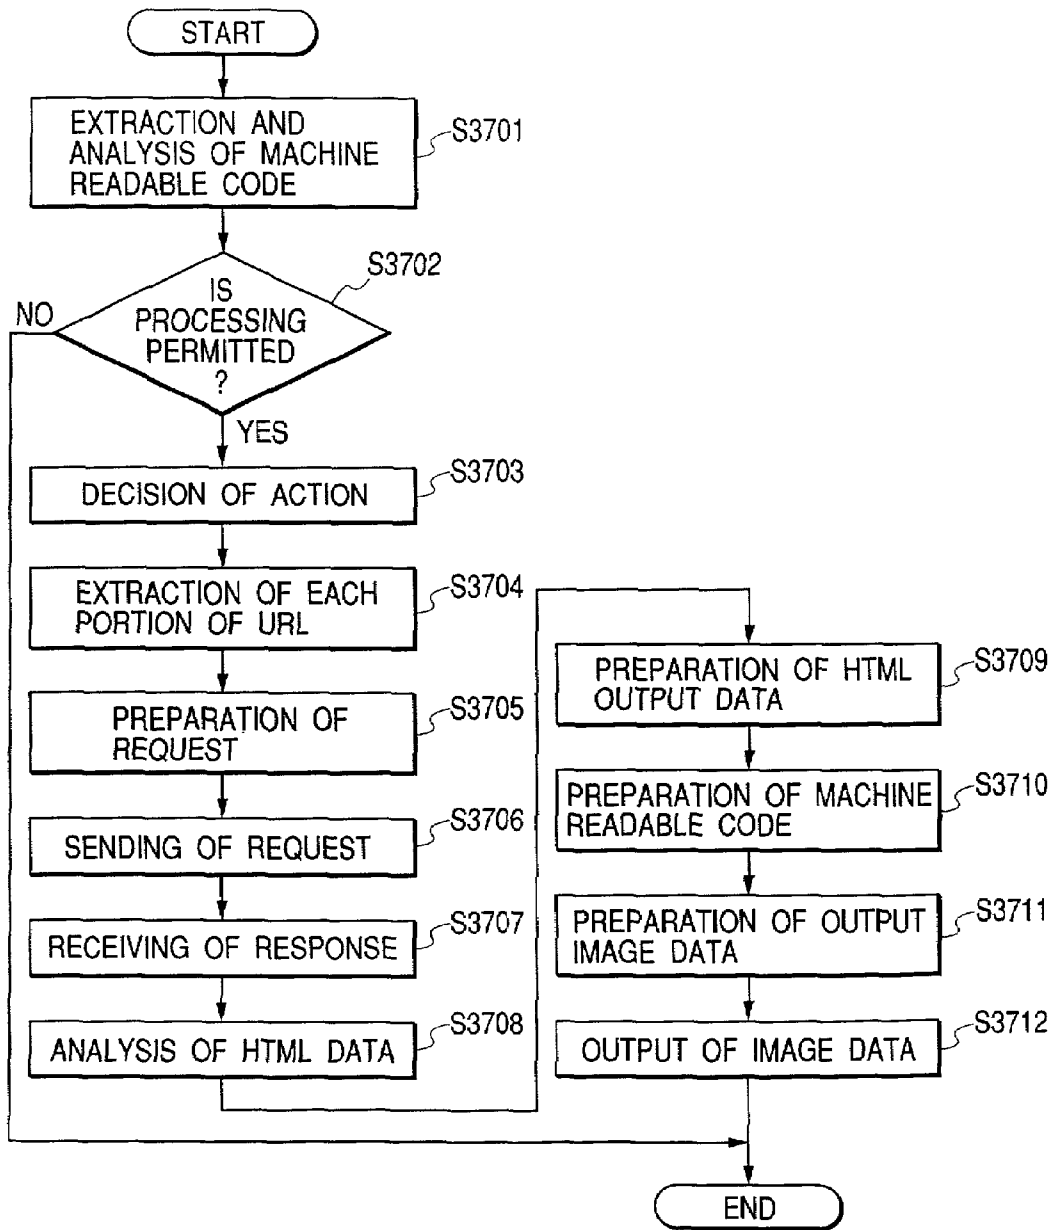 START
EXTRACTION AND
ANALYSIS OF MACHINE
READABLE CODE
S3701
IS
PROCESSING
PERMITTED
?
S3702
NO
YES
DECISION OF ACTION
S3703
EXTRACTION OF EACH
PORTION OF URL
S3704
PREPARATION OF
REQUEST
S3705
SENDING OF REQUEST
S3706
RECEIVING OF RESPONSE
S3707
ANALYSIS OF HTML DATA
S3708
PREPARATION OF HTML
OUTPUT DATA
S3709
PREPARATION OF MACHINE
READABLE CODE
S3710
PREPARATION OF OUTPUT
IMAGE DATA
S3711
OUTPUT OF IMAGE DATA
S3712
END